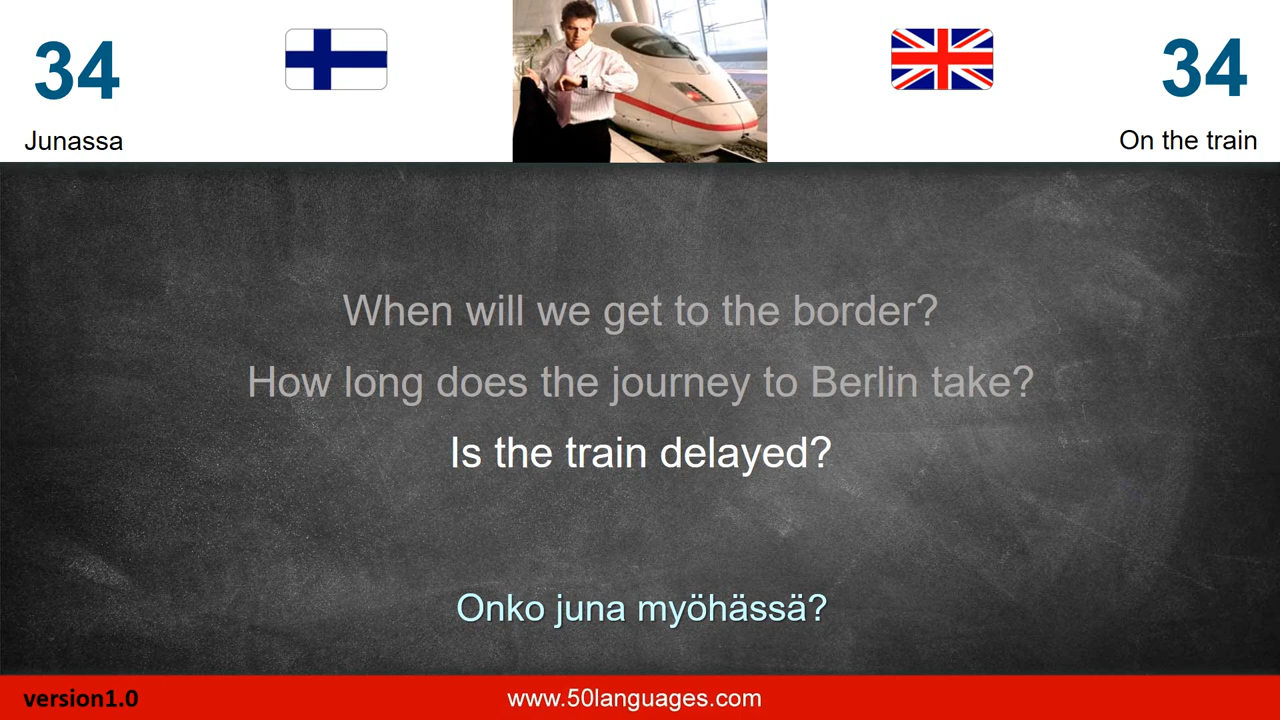 34
34
Junassa
On the train
When will we get to the border?
How long does the journey to Berlin take?
Is the train delayed?
Onko juna myöhässä?
version1.0
www.50languages.com